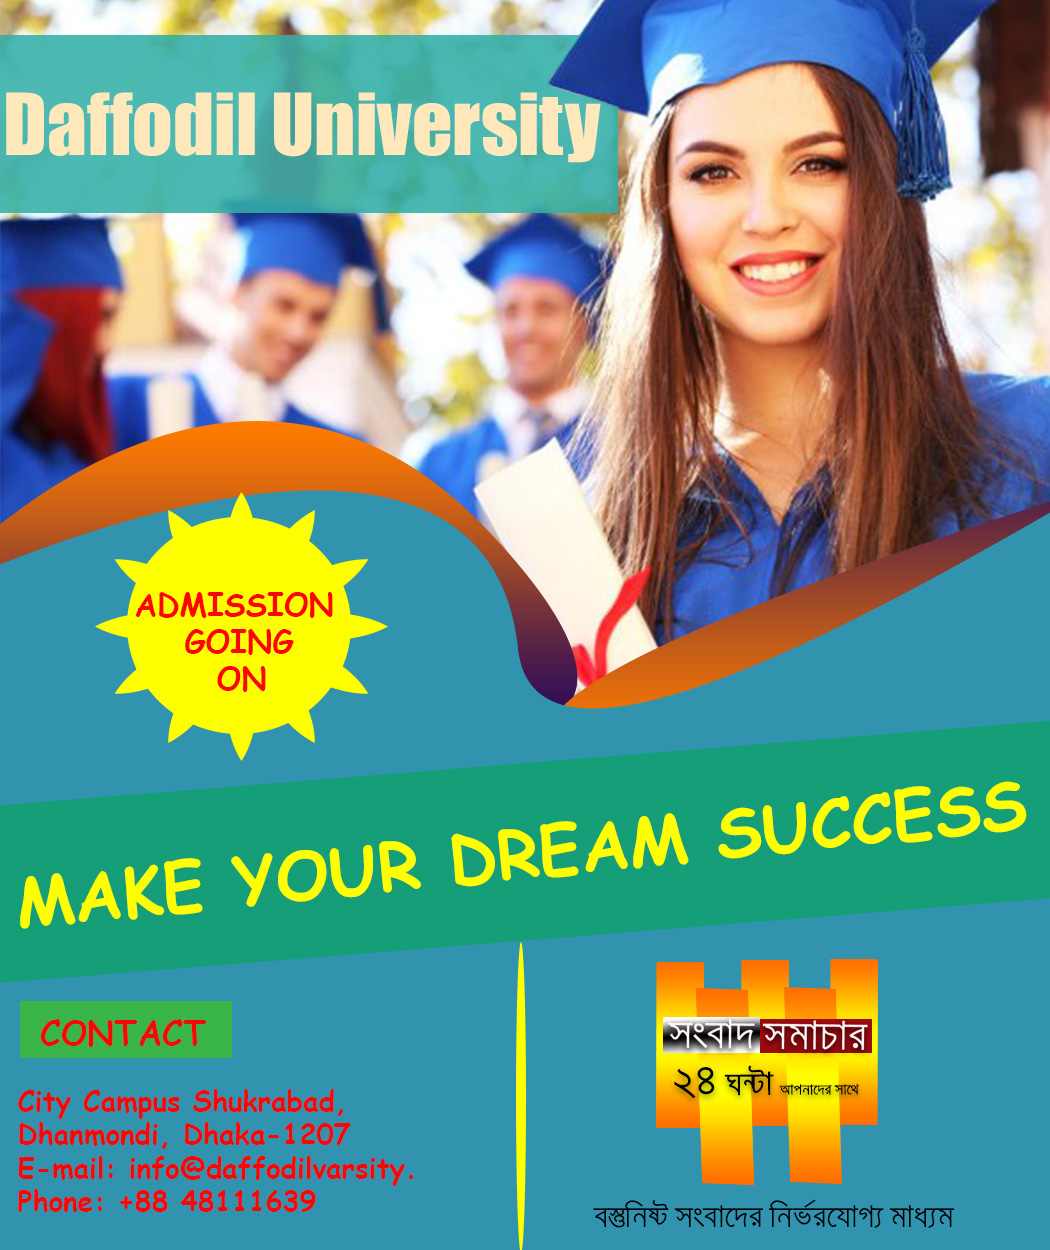 Daffodil University
ADMISSION
GOING
ON
MAKE YOUR DREAM SUCCESS
CONTACT
City Campus Shukrabad,
Dhanmondi, Dhaka-1207
E-mail: info@daffodilvarsity.
Phone: +88 48111639
সংবাদ সমাচার
২৪ ঘন্টা আপনাদের সাথে
বস্তুনিষ্ট সংবাদের নির্ভরযোগ্য মাধ্যম